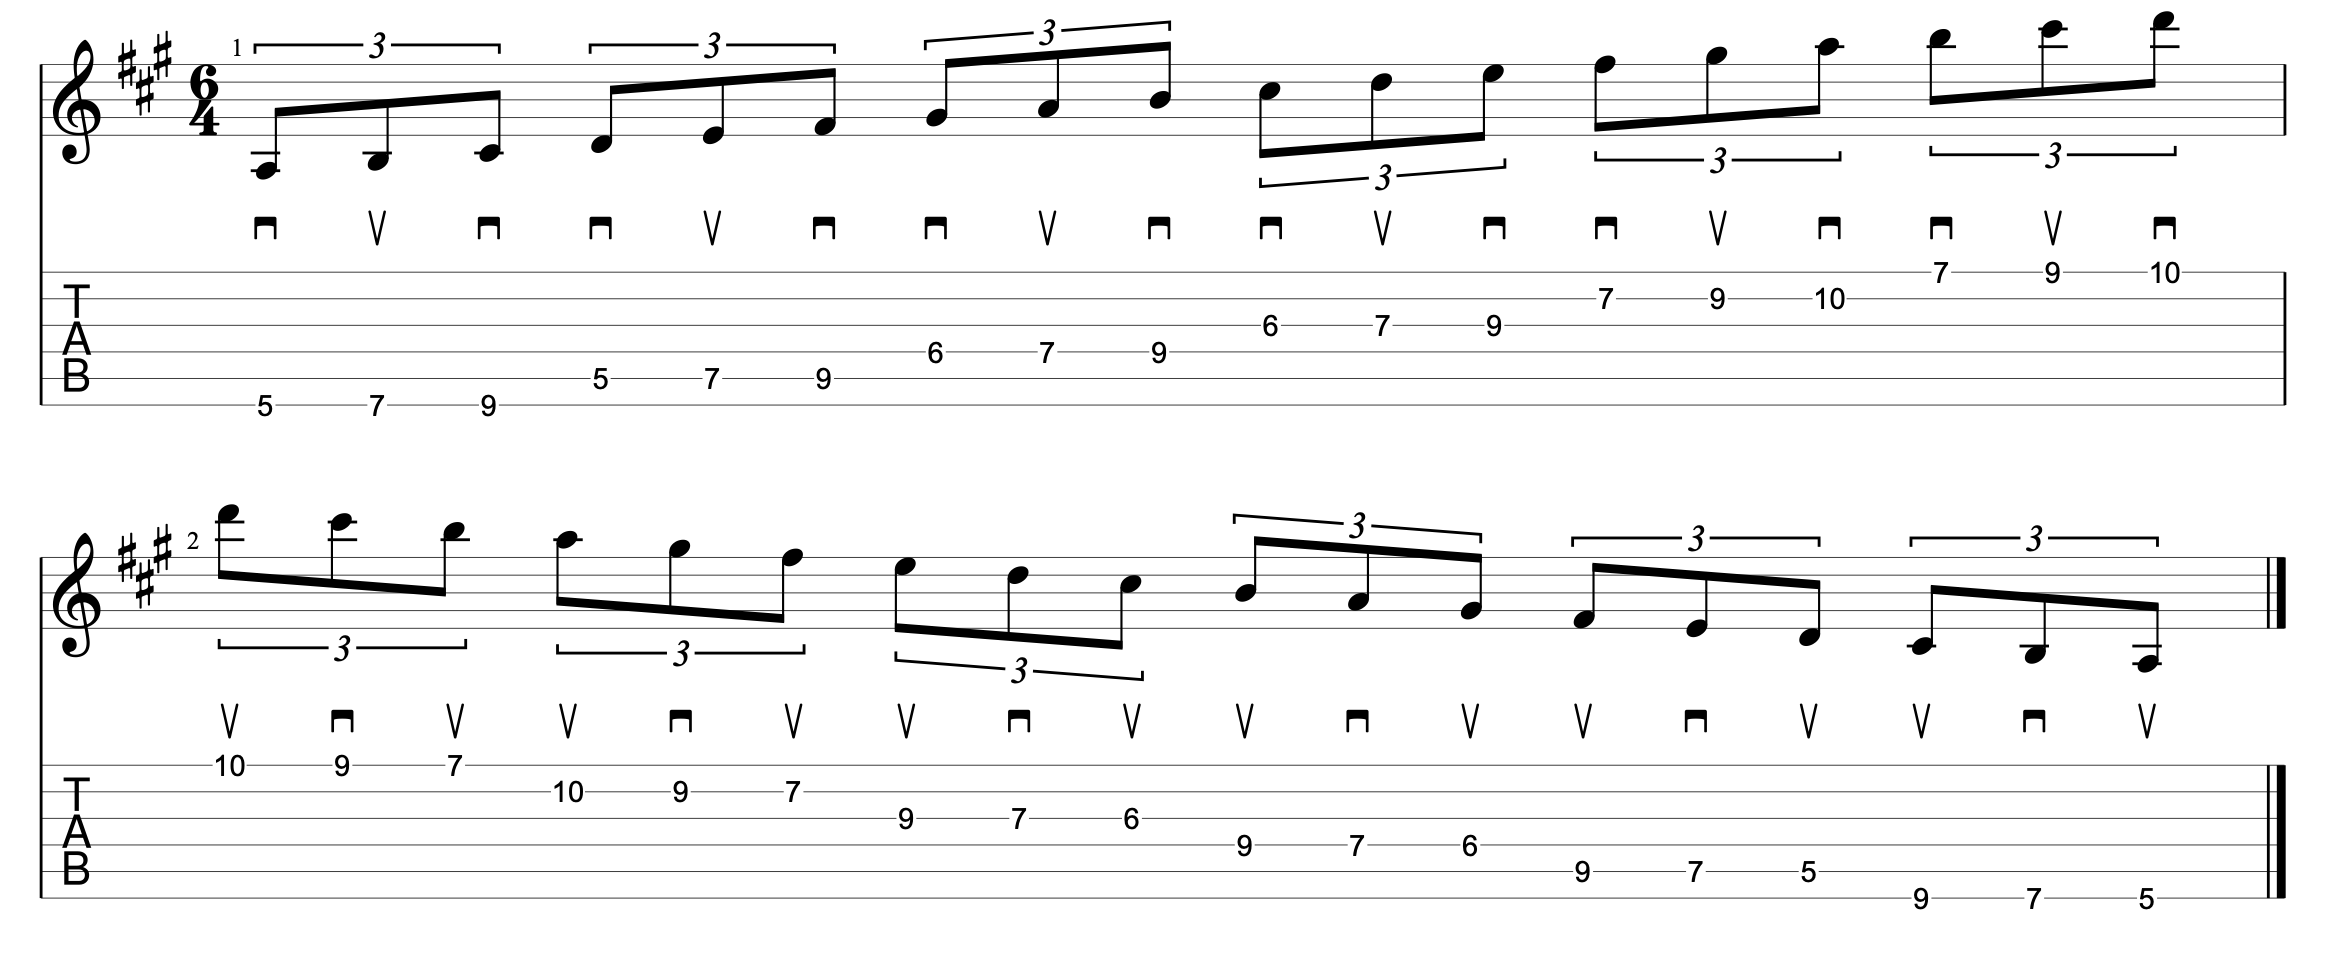 1 3 3 3
6
4
3 3 3
7 9 10
T 7 9 10
6 7 9
A 6 7 9
B 5 7 9
5 7 9
2 3 3 3
3 3 3
10 9 7
T 10 9 7
9 7 6
A 9 7 6
B 9 7 5
9 7 5